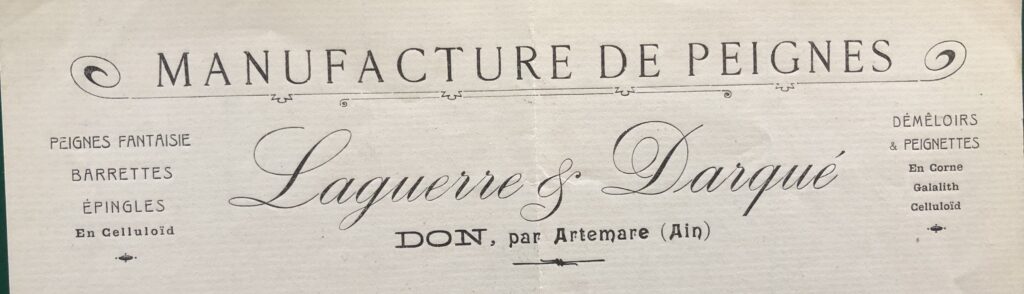 MANUFACTURE DE PEIGNES
PEIGNES FANTAISIE
BARRETTES
ÉPINGLES
En Celluloïd
Laguerre & Darqué
DON, par Artemare (Ain)
DÉMÊLOIRS
& PEIGNETTES
En Corne
Galalith
Celluloïd